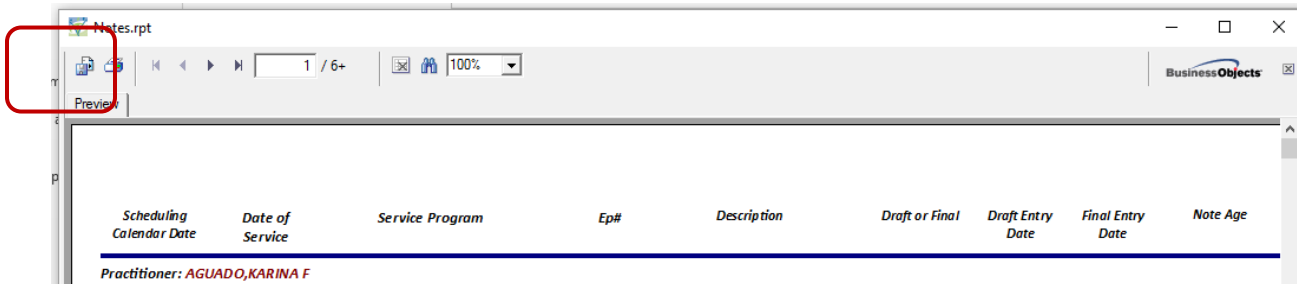 Notes.rpt
1 / 6+ 100%
BusinessObjects
Preview
Scheduling Calendar Date
Date of Service
Service Program
Ep#
Description
Draft or Final
Draft Entry Date
Final Entry Date
Note Age
Practitioner: AGUADO,KARINA F